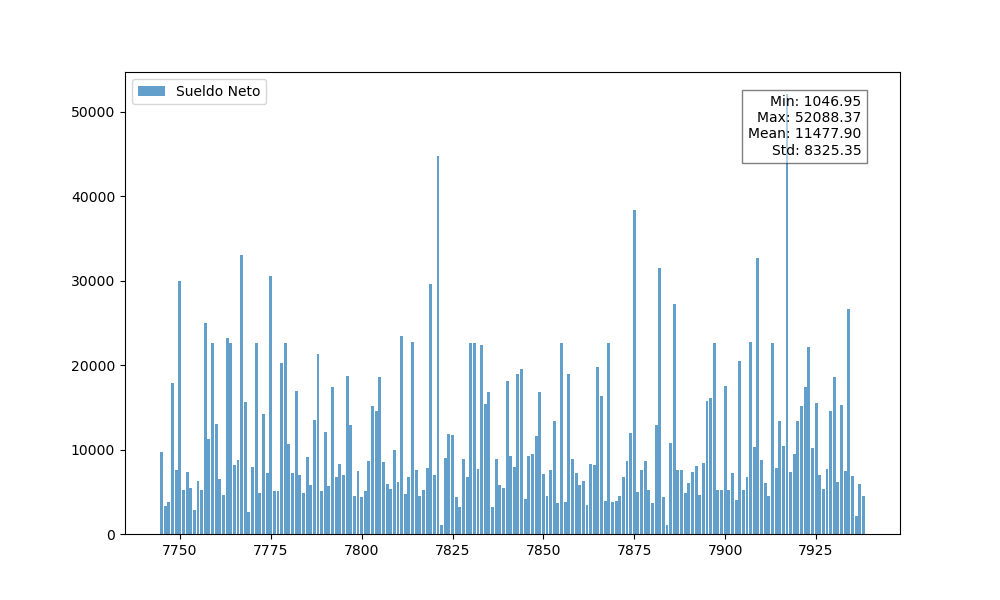 Sueldo Neto
Min: 1046.95
Max: 52088.37
Mean: 11477.90
Std: 8325.35
50000
40000
30000
20000
10000
0
7750 7775 7800 7825 7850 7875 7900 7925